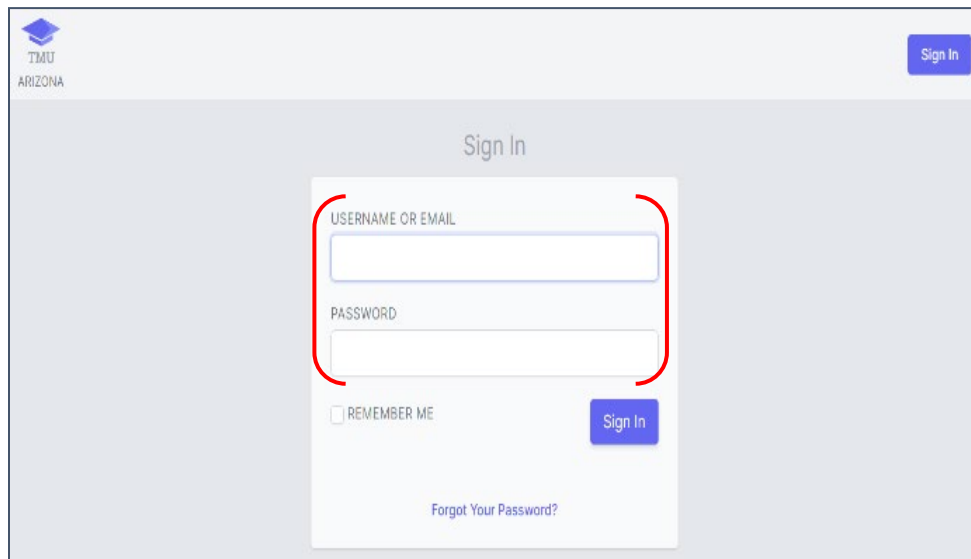 TMU
ARIZONA
Sign In
Sign In
USERNAME OR EMAIL
PASSWORD
REMEMBER ME
Sign In
Forgot Your Password?